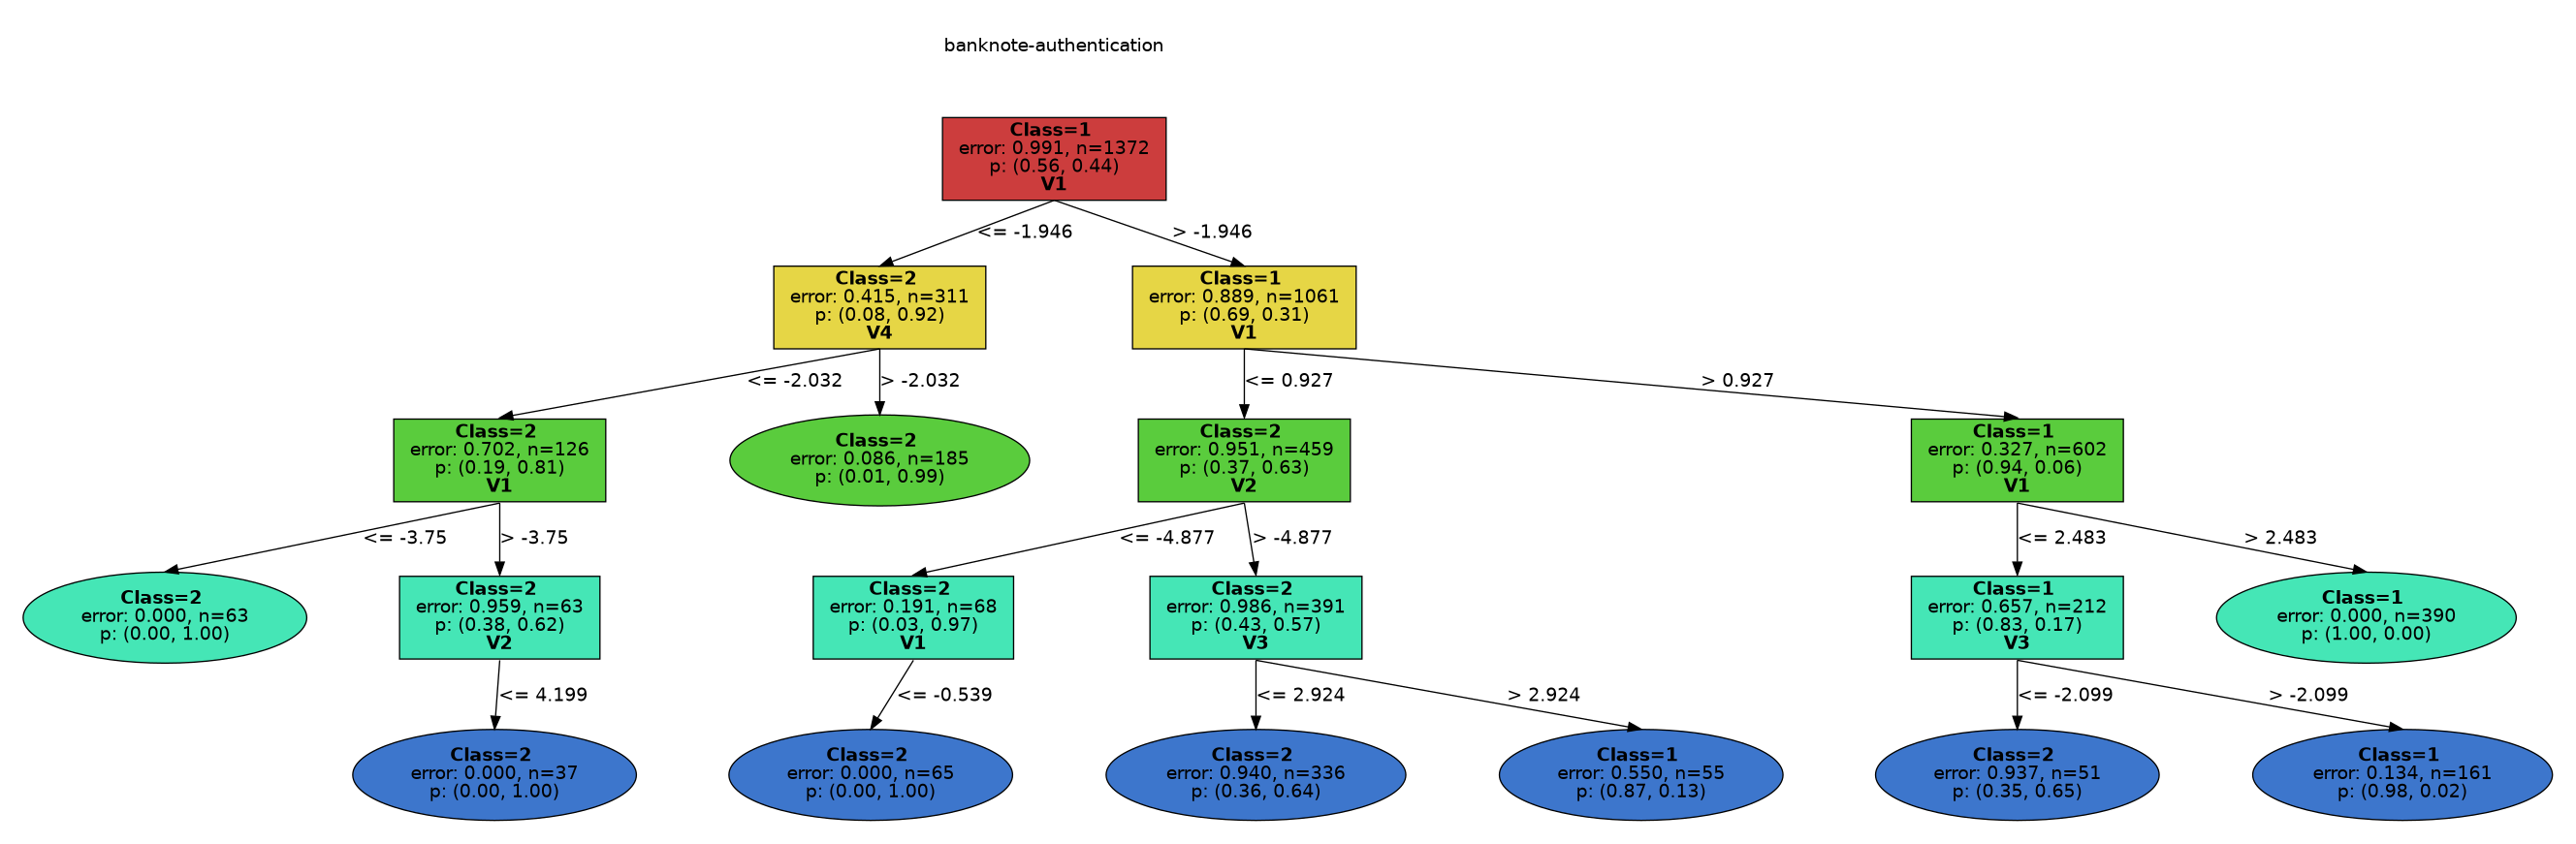 banknote-authentication
Class=1
error: 0.991, n=1372
p: (0.56, 0.44)
V1
<= -1.946
> -1.946
Class=2
error: 0.415, n=311
p: (0.08, 0.92)
V4
Class=1
error: 0.889, n=1061
p: (0.69, 0.31)
V1
<= -2.032
> -2.032
<= 0.927
> 0.927
Class=2
error: 0.702, n=126
p: (0.19, 0.81)
V1
Class=2
error: 0.086, n=185
p: (0.01, 0.99)
Class=2
error: 0.951, n=459
p: (0.37, 0.63)
V2
Class=1
error: 0.327, n=602
p: (0.94, 0.06)
V1
<= -3.75
> -3.75
<= -4.877
> -4.877
<= 2.483
> 2.483
Class=2
error: 0.000, n=63
p: (0.00, 1.00)
Class=2
error: 0.959, n=63
p: (0.38, 0.62)
V2
Class=2
error: 0.191, n=68
p: (0.03, 0.97)
V1
Class=2
error: 0.986, n=391
p: (0.43, 0.57)
V3
Class=1
error: 0.657, n=212
p: (0.83, 0.17)
V3
Class=1
error: 0.000, n=390
p: (1.00, 0.00)
<= 4.199
<= -0.539
<= 2.924
> 2.924
<= -2.099
> -2.099
Class=2
error: 0.000, n=37
p: (0.00, 1.00)
Class=2
error: 0.000, n=65
p: (0.00, 1.00)
Class=2
error: 0.940, n=336
p: (0.36, 0.64)
Class=1
error: 0.550, n=55
p: (0.87, 0.13)
Class=2
error: 0.937, n=51
p: (0.35, 0.65)
Class=1
error: 0.134, n=161
p: (0.98, 0.02)